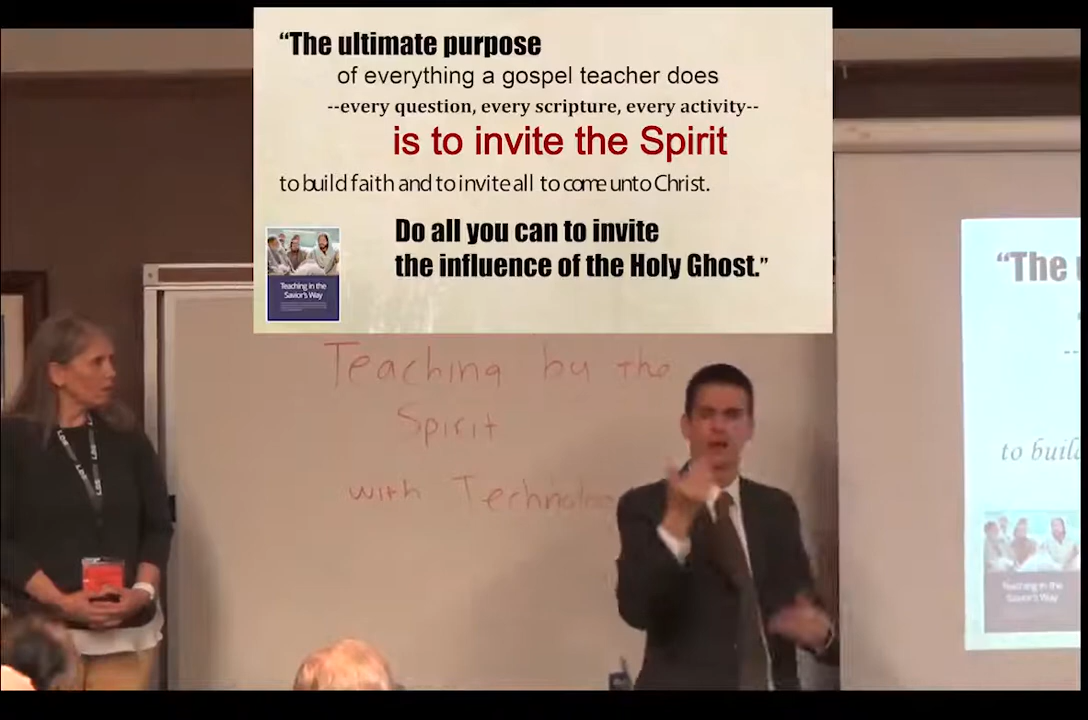 “The ultimate purpose
of everything a gospel teacher does
--every question, every scripture, every activity--
is to invite the Spirit
to build faith and to invite all to come unto Christ.
Do all you can to invite
the influence of the Holy Ghost.”
Teaching in the
Savior's Way
Teaching by the
Spirit
with
“The
--
to build
Teaching in the
Savior's Way